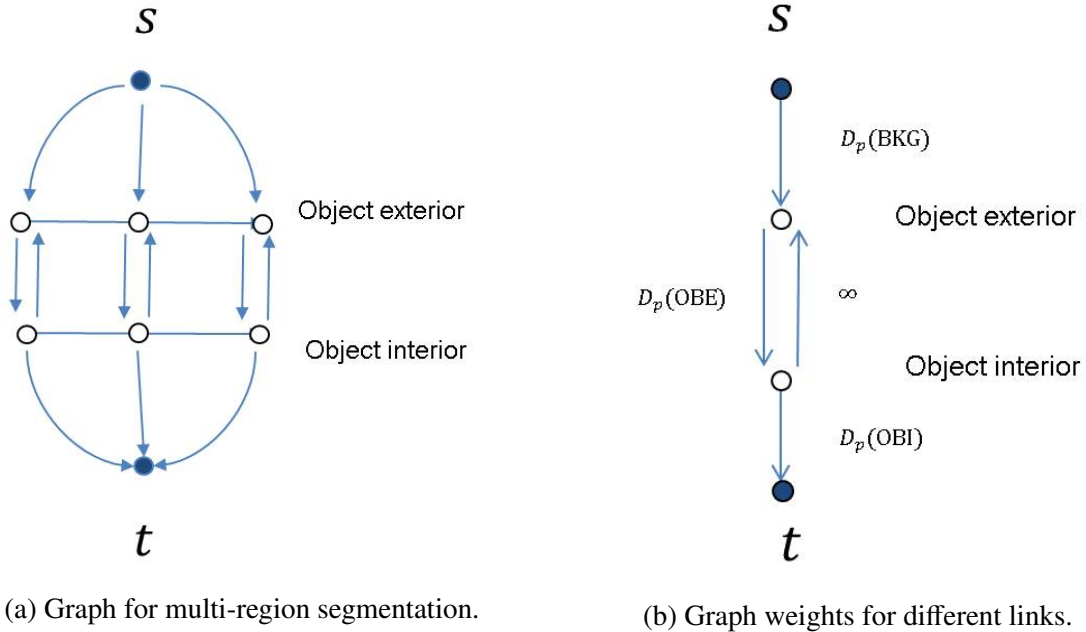 s
Object exterior
Object interior
t
(a) Graph for multi-region segmentation.
s
D_p(BKG)
Object exterior
D_p(OBE)
∞
Object interior
D_p(OBI)
t
(b) Graph weights for different links.